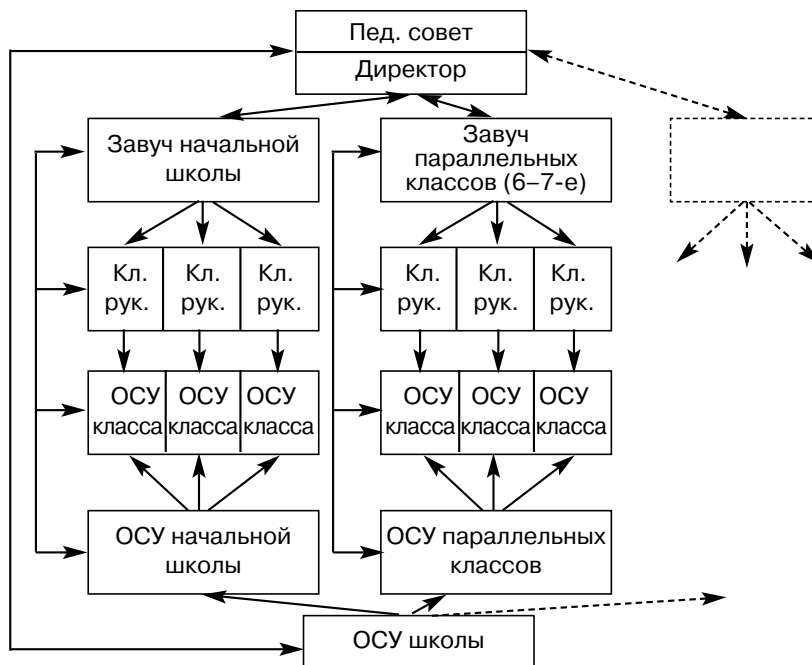 Пед. совет
Директор
Завуч начальной
школы
Завуч
параллельных
классов (6–7-е)
Кл. Кл. Кл.
рук. рук. рук.
Кл. Кл. Кл.
рук. рук. рук.
ОСУ ОСУ ОСУ
класса класса класса
ОСУ ОСУ ОСУ
класса класса класса
ОСУ начальной
школы
ОСУ параллельных
классов
ОСУ школы